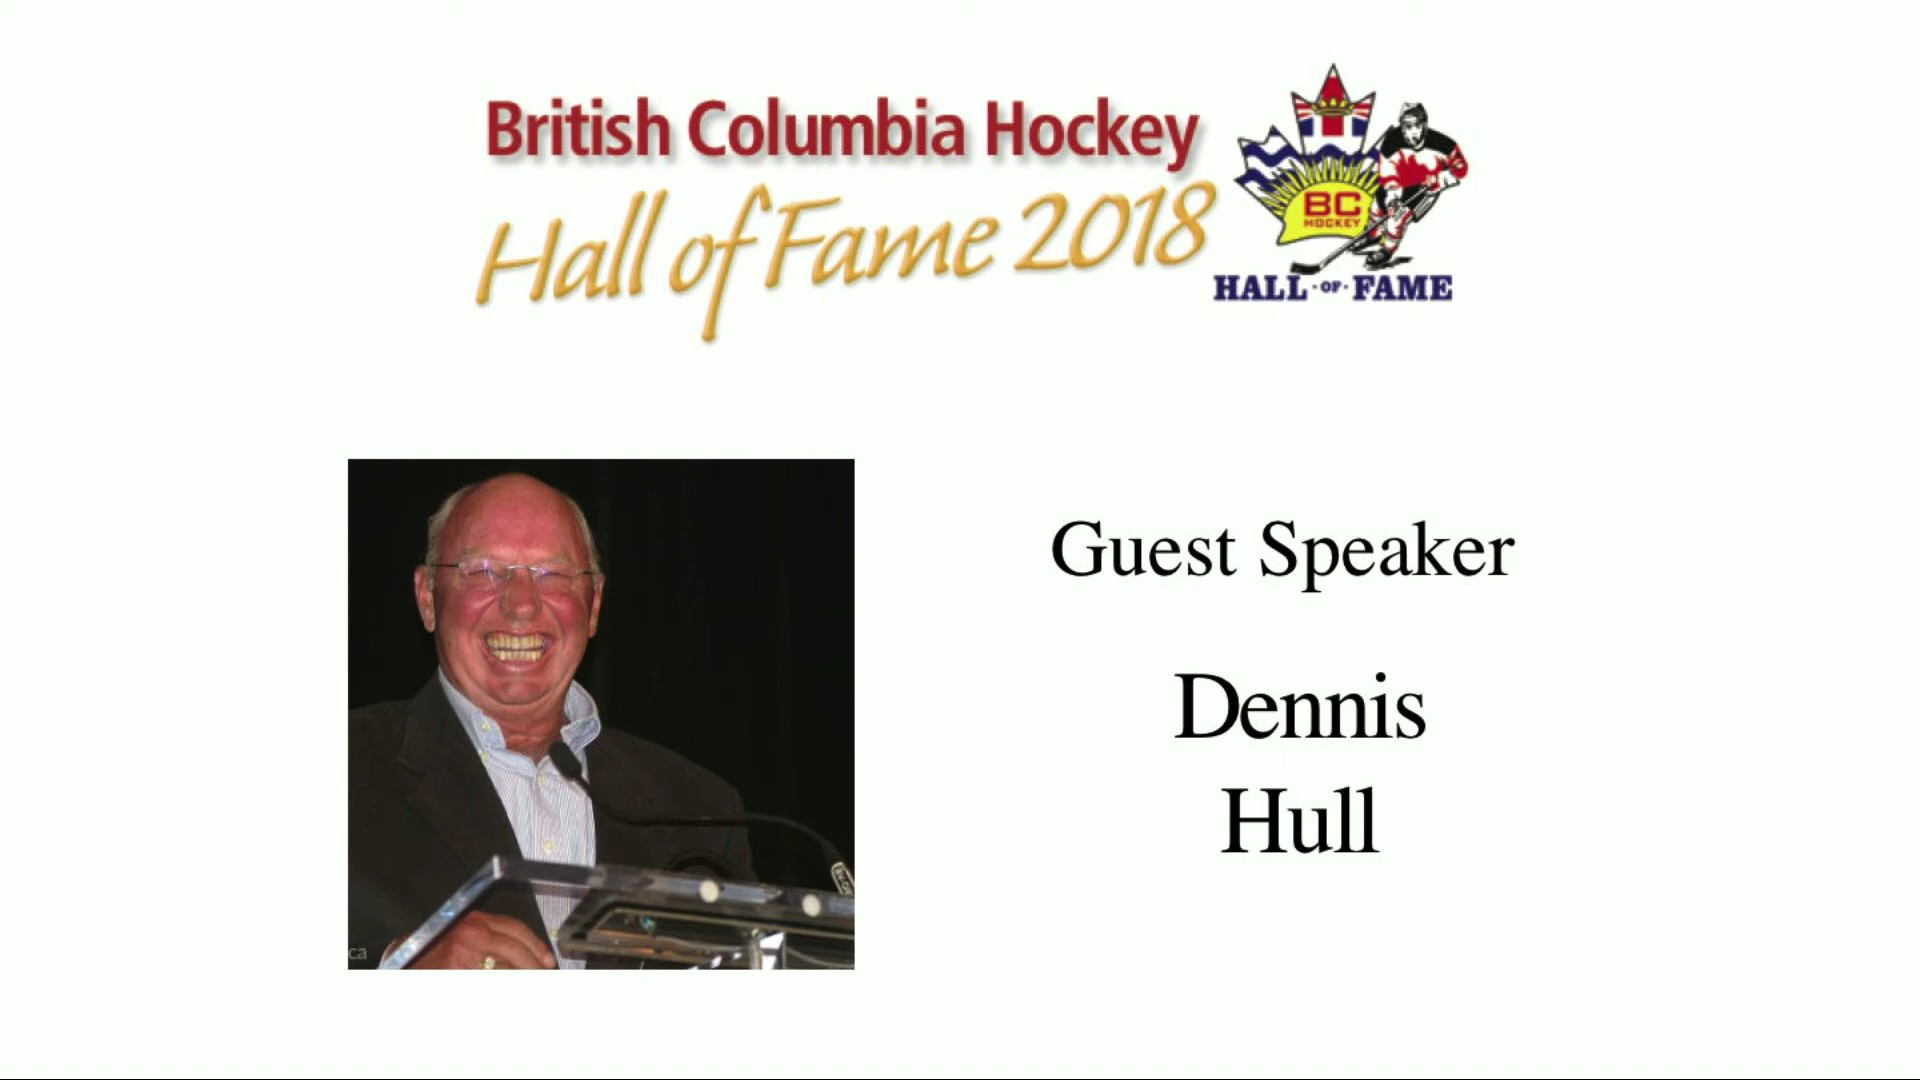 British Columbia Hockey
Hall of Fame 2018
BC
HOCKEY
HALL · OF · FAME
Guest Speaker
Dennis
Hull
ca